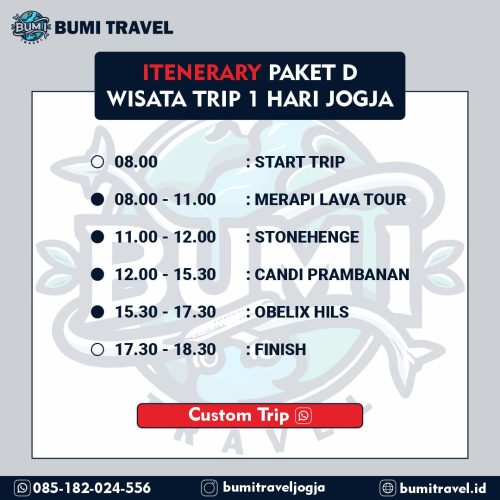 BUMI TRAVEL
ITENERARY PAKET D
WISATA TRIP 1 HARI JOGJA
08.00 : START TRIP
08.00 - 11.00 : MERAPI LAVA TOUR
11.00 - 12.00 : STONEHENGE
12.00 - 15.30 : CANDI PRAMBANAN
15.30 - 17.30 : OBELIX HILS
17.30 - 18.30 : FINISH
BUMI
TRAVEL
Custom Trip
085-182-024-556 bumitraveljogja bumitravel.id